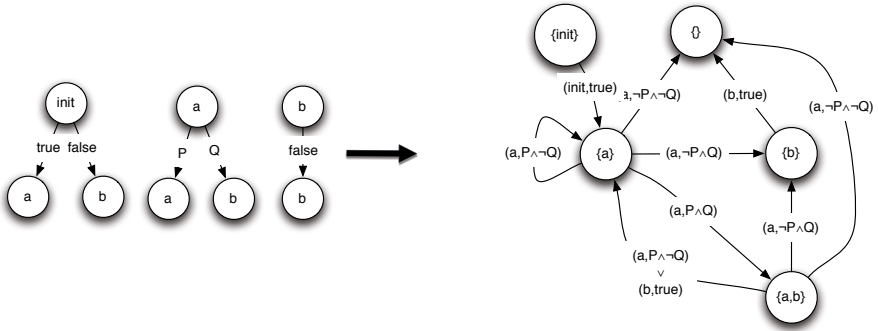 {init}
{}
init
a
b
true false
P
Q
false
a
b
a
b
b
(init,true)
a,¬P∧¬Q)
(b,true)
(a,¬P∧¬Q)
(a,P∧¬Q)
{a}
(a,¬P∧Q)
{b}
(a,P∧Q)
(a,¬P∧Q)
(a,P∧¬Q)
∨
(b,true)
{a,b}